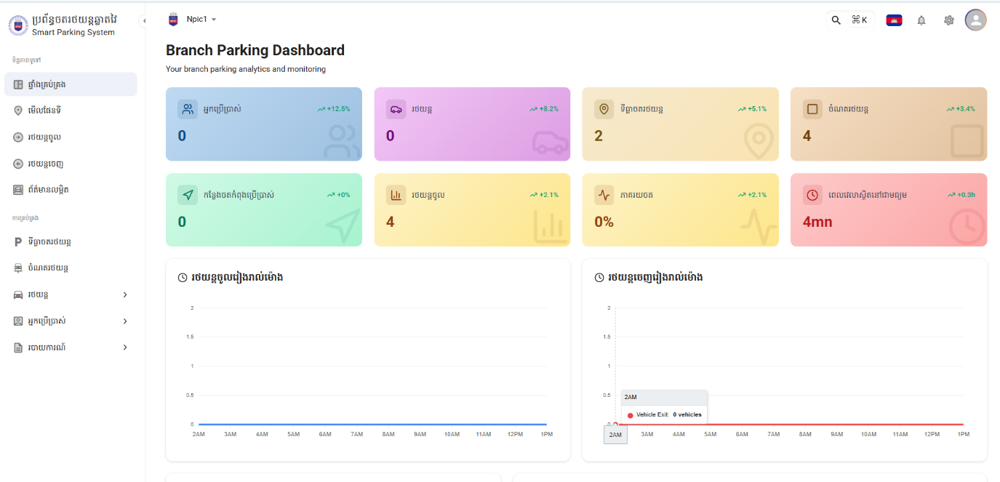 ប្រព័ន្ធចតរថយន្តឆ្លាតវៃ
Smart Parking System
ទិដ្ឋភាពទូទៅ
ផ្ទាំងគ្រប់គ្រង
មើលផែនទី
រថយន្តចូល
រថយន្តចេញ
ព័ត៌មានលម្អិត
ការគ្រប់គ្រង
ទីធ្លាចតរថយន្ត
ចំណតរថយន្ត
រថយន្ត
អ្នកប្រើប្រាស់
របាយការណ៍
Npic1
⌘ K
Branch Parking Dashboard
Your branch parking analytics and monitoring
អ្នកប្រើប្រាស់ +12.5%
0
រថយន្ត +8.2%
0
ទីធ្លាចតរថយន្ត +5.1%
2
ចំណតរថយន្ត +3.4%
4
កន្លែងចតកំពុងប្រើប្រាស់ +0%
0
រថយន្តចូល +2.1%
4
ភាគរយចត +2.1%
0%
ពេលវេលាស្ថិតនៅជាមធ្យម +0.3h
4mn
រថយន្តចូលរៀងរាល់ម៉ោង
2
1.5
1
0.5
0
2AM 3AM 4AM 5AM 6AM 7AM 8AM 9AM 10AM 11AM 12PM 1PM
រថយន្តចេញរៀងរាល់ម៉ោង
2
1.5
1
0.5
0
2AM
Vehicle Exit: 0 vehicles
2AM 3AM 4AM 5AM 6AM 7AM 8AM 9AM 10AM 11AM 12PM 1PM